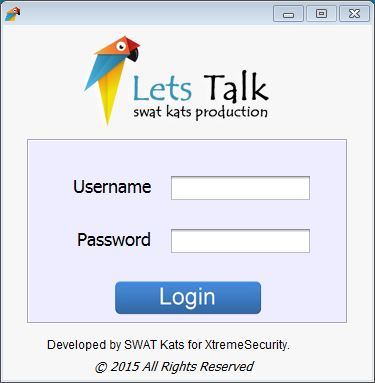 Lets Talk
swat kats production
Username
Password
Login
Developed by SWAT Kats for XtremeSecurity.
© 2015 All Rights Reserved